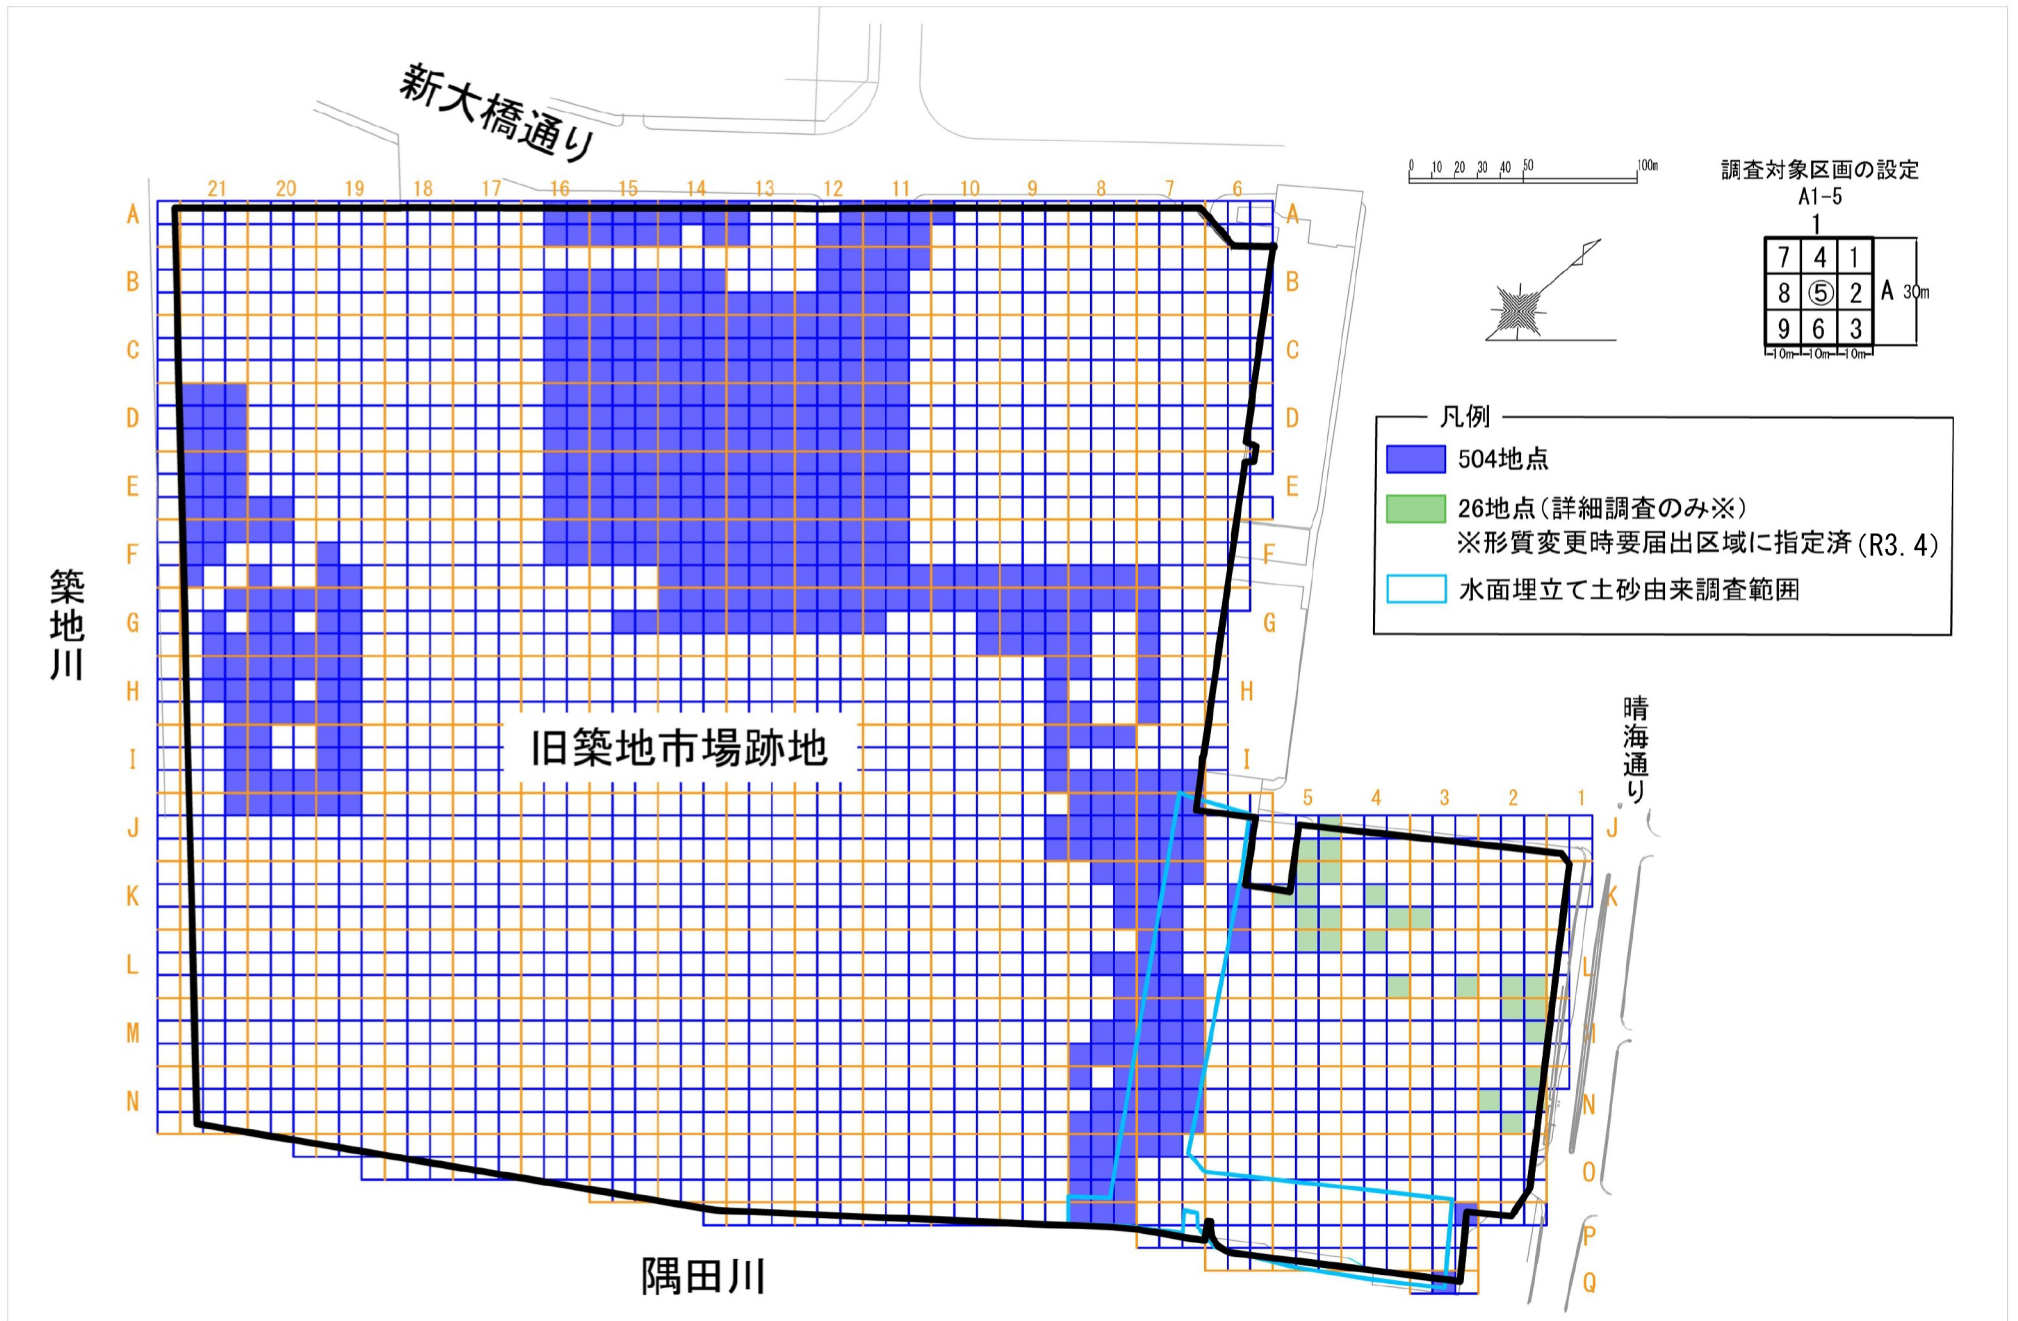 新大橋通り
0 10 20 30 40 50 100m
調査対象区画の設定
A1-5
1
7 4 1
8 ⑤ 2 A 30m
9 6 3
10m 10m 10m
21 20 19 18 17 16 15 14 13 12 11 10 9 8 7 6
A A
B B
C C
D D
E E
F F
G G
H H
I I
凡例
504地点
26地点(詳細調査のみ※)
※形質変更時要届出区域に指定済(R3.4)
水面埋立て土砂由来調査範囲
築地川
旧築地市場跡地
晴海通り
5 4 3 2 1
J J
K K
L L
M M
N N
O
P
Q
隅田川